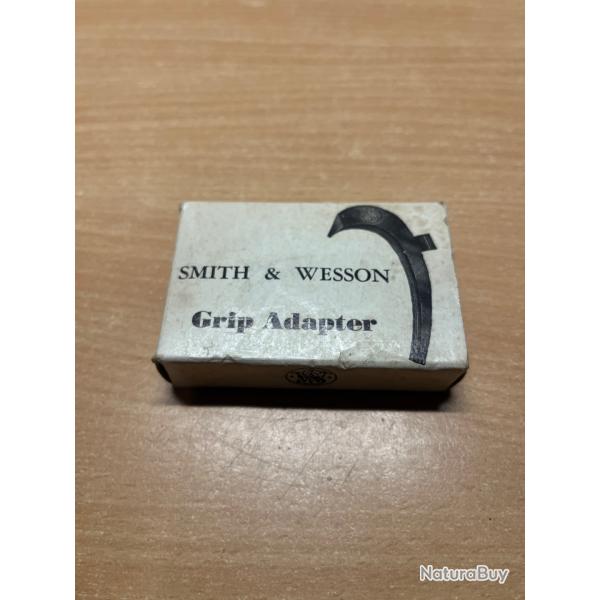 SMITH & WESSON
Grip Adapter
NaturaBuy